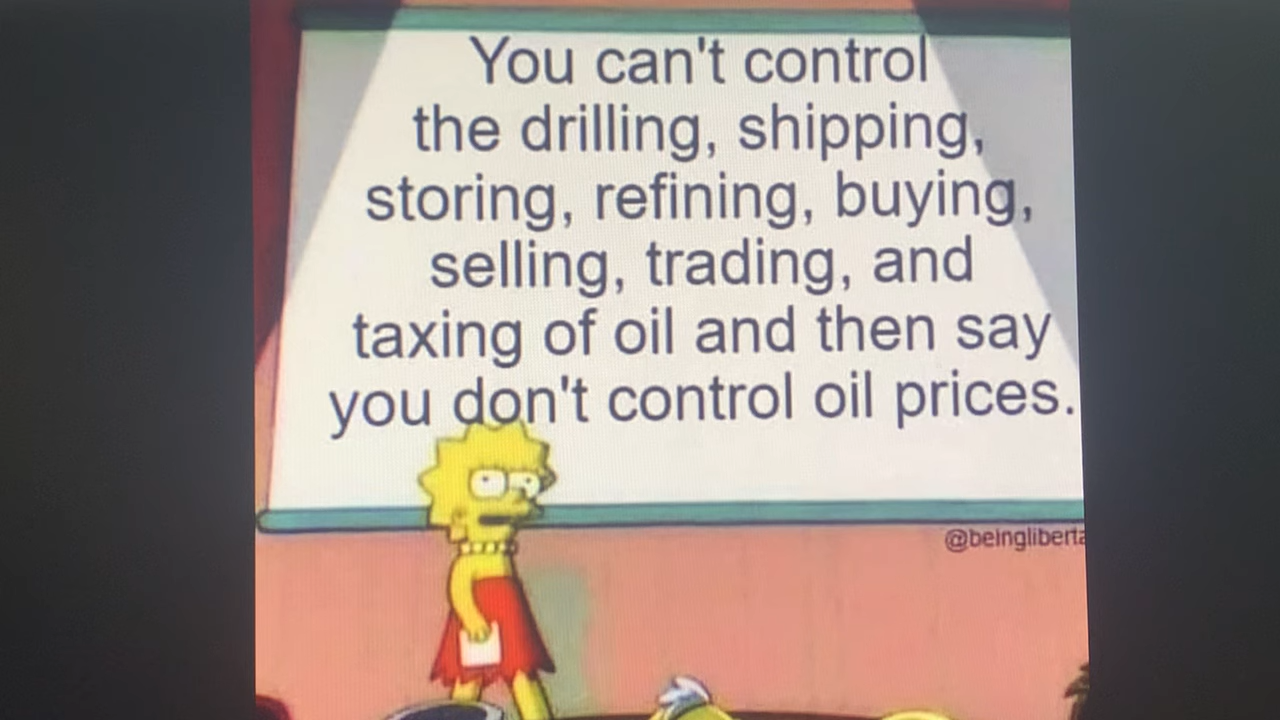 You can't control
the drilling, shipping,
storing, refining, buying,
selling, trading, and
taxing of oil and then say
you don't control oil prices.
@beingliberta